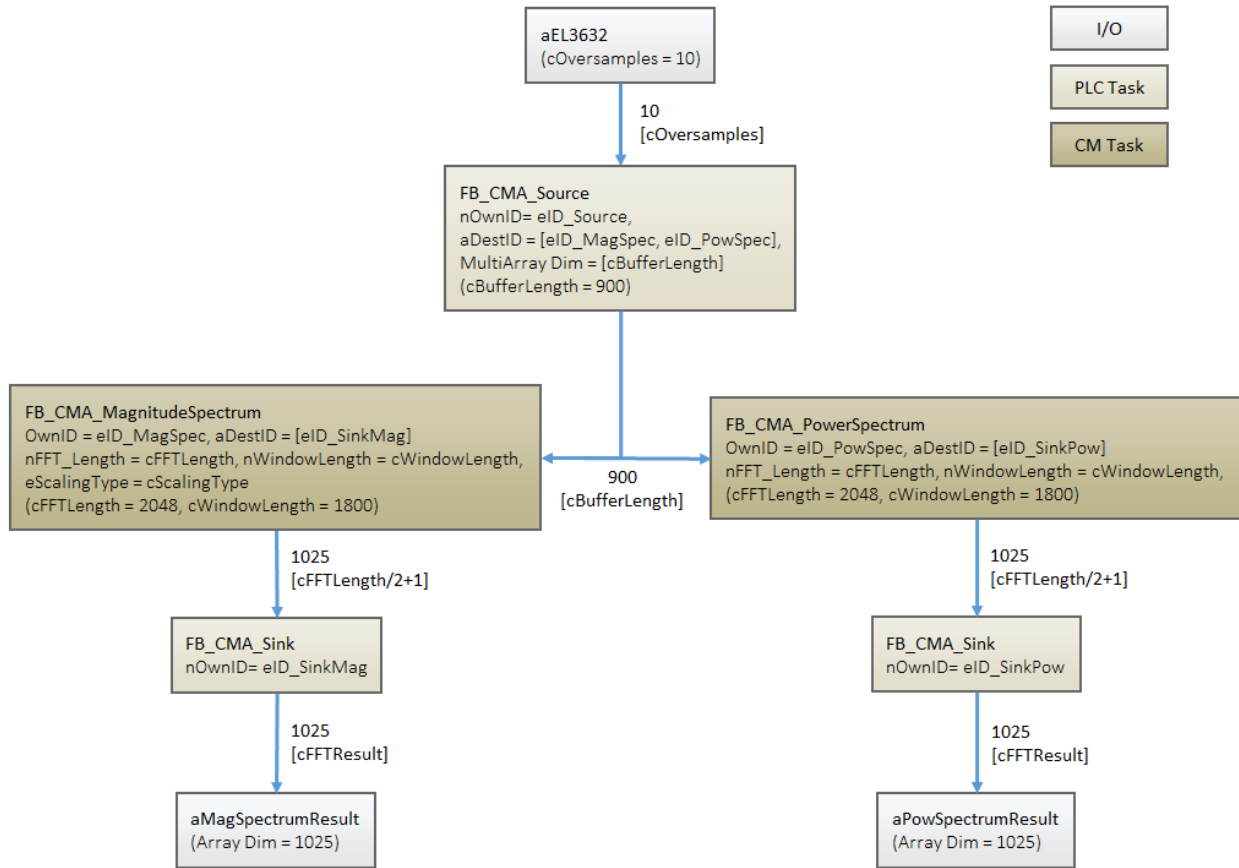 aEL3632
(cOversamples = 10)
I/O
PLC Task
CM Task
10
[cOversamples]
FB_CMA_Source
nOwnID= eID_Source,
aDestID = [eID_MagSpec, eID_PowSpec],
MultiArray Dim = [cBufferLength]
(cBufferLength = 900)
FB_CMA_MagnitudeSpectrum
OwnID = eID_MagSpec, aDestID = [eID_SinkMag]
nFFT_Length = cFFTLength, nWindowLength = cWindowLength,
eScalingType = cScalingType
(cFFTLength = 2048, cWindowLength = 1800)
900
[cBufferLength]
FB_CMA_PowerSpectrum
OwnID = eID_PowSpec, aDestID = [eID_SinkPow]
nFFT_Length = cFFTLength, nWindowLength = cWindowLength,
(cFFTLength = 2048, cWindowLength = 1800)
1025
[cFFTLength/2+1]
1025
[cFFTLength/2+1]
FB_CMA_Sink
nOwnID= eID_SinkMag
FB_CMA_Sink
nOwnID= eID_SinkPow
1025
[cFFTResult]
1025
[cFFTResult]
aMagSpectrumResult
(Array Dim = 1025)
aPowSpectrumResult
(Array Dim = 1025)